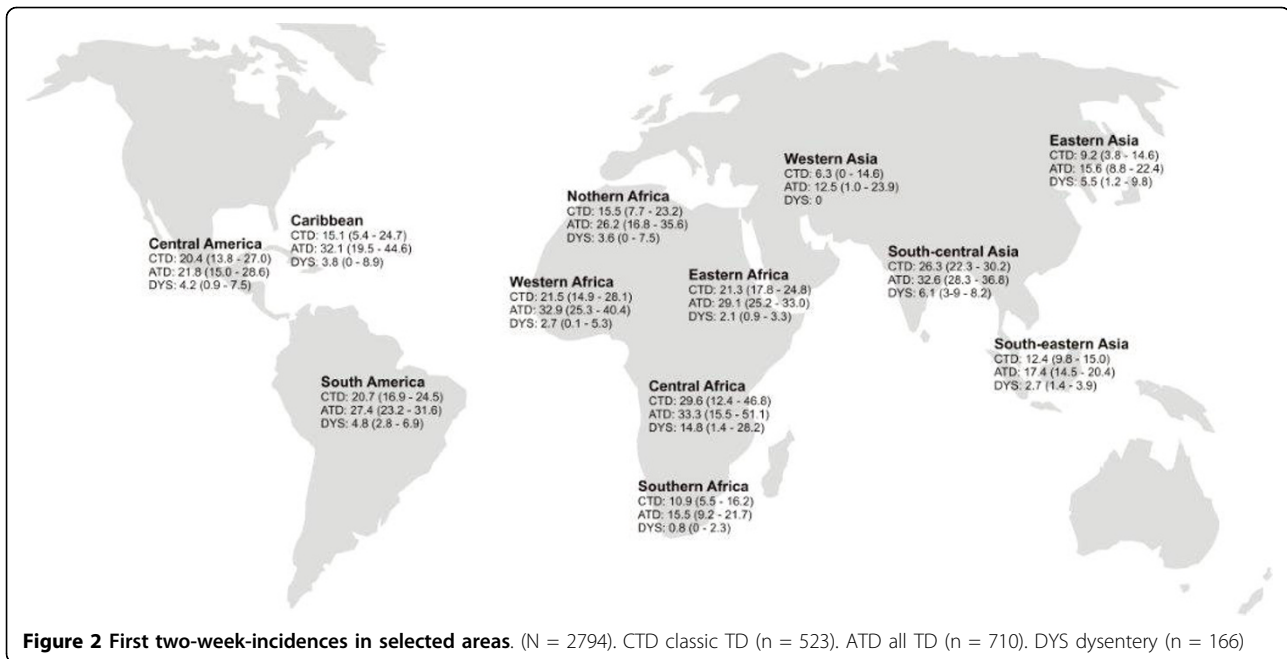 Eastern Asia
CTD: 9.2 (3.8 - 14.6)
ATD: 15.6 (8.8 - 22.4)
DYS: 5.5 (1.2 - 9.8)
Western Asia
CTD: 6.3 (0 - 14.6)
ATD: 12.5 (1.0 - 23.9)
DYS: 0
Nothern Africa
CTD: 15.5 (7.7 - 23.2)
ATD: 26.2 (16.8 - 35.6)
DYS: 3.6 (0 - 7.5)
Caribbean
CTD: 15.1 (5.4 - 24.7)
ATD: 32.1 (19.5 - 44.6)
DYS: 3.8 (0 - 8.9)
Central America
CTD: 20.4 (13.8 - 27.0)
ATD: 21.8 (15.0 - 28.6)
DYS: 4.2 (0.9 - 7.5)
South-central Asia
CTD: 26.3 (22.3 - 30.2)
ATD: 32.6 (28.3 - 36.8)
DYS: 6.1 (3-9 - 8.2)
Western Africa
CTD: 21.5 (14.9 - 28.1)
ATD: 32.9 (25.3 - 40.4)
DYS: 2.7 (0.1 - 5.3)
Eastern Africa
CTD: 21.3 (17.8 - 24.8)
ATD: 29.1 (25.2 - 33.0)
DYS: 2.1 (0.9 - 3.3)
South-eastern Asia
CTD: 12.4 (9.8 - 15.0)
ATD: 17.4 (14.5 - 20.4)
DYS: 2.7 (1.4 - 3.9)
South America
CTD: 20.7 (16.9 - 24.5)
ATD: 27.4 (23.2 - 31.6)
DYS: 4.8 (2.8 - 6.9)
Central Africa
CTD: 29.6 (12.4 - 46.8)
ATD: 33.3 (15.5 - 51.1)
DYS: 14.8 (1.4 - 28.2)
Southern Africa
CTD: 10.9 (5.5 - 16.2)
ATD: 15.5 (9.2 - 21.7)
DYS: 0.8 (0 - 2.3)
Figure 2 First two-week-incidences in selected areas. (N = 2794). CTD classic TD (n = 523). ATD all TD (n = 710). DYS dysentery (n = 166)